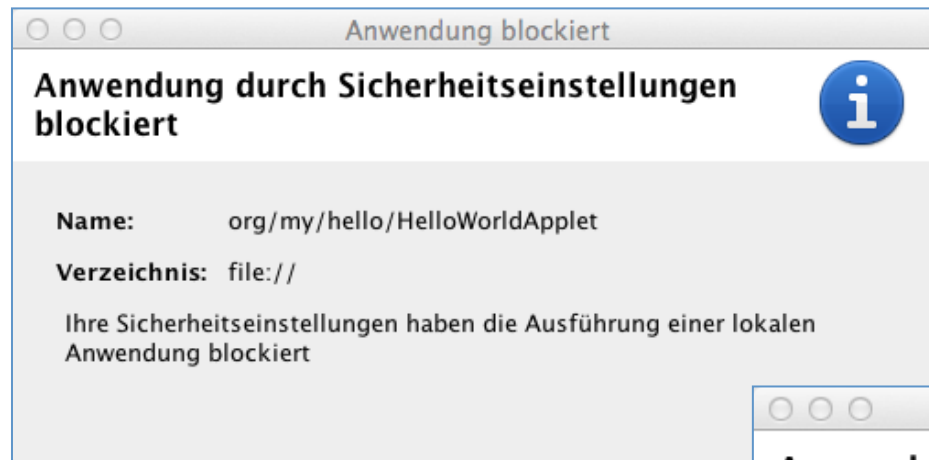 Anwendung blockiert
Anwendung durch Sicherheitseinstellungen
blockiert
Name: org/my/hello/HelloWorldApplet
Verzeichnis: file://
Ihre Sicherheitseinstellungen haben die Ausführung einer lokalen
Anwendung blockiert